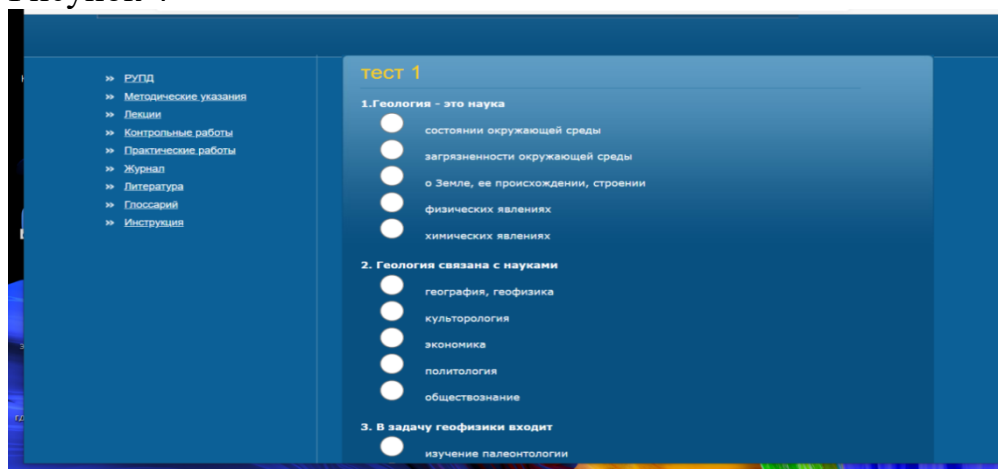 » РУПД
» Методические указания
» Лекции
» Контрольные работы
» Практические работы
» Журнал
» Литература
» Глоссарий
» Инструкция
тест 1
1.Геология - это наука
состоянии окружающей среды
загрязненности окружающей среды
о Земле, ее происхождении, строении
физических явлениях
химических явлениях
2. Геология связана с науками
география, геофизика
культорология
экономика
политология
обществознание
3. В задачу геофизики входит
изучение палеонтологии